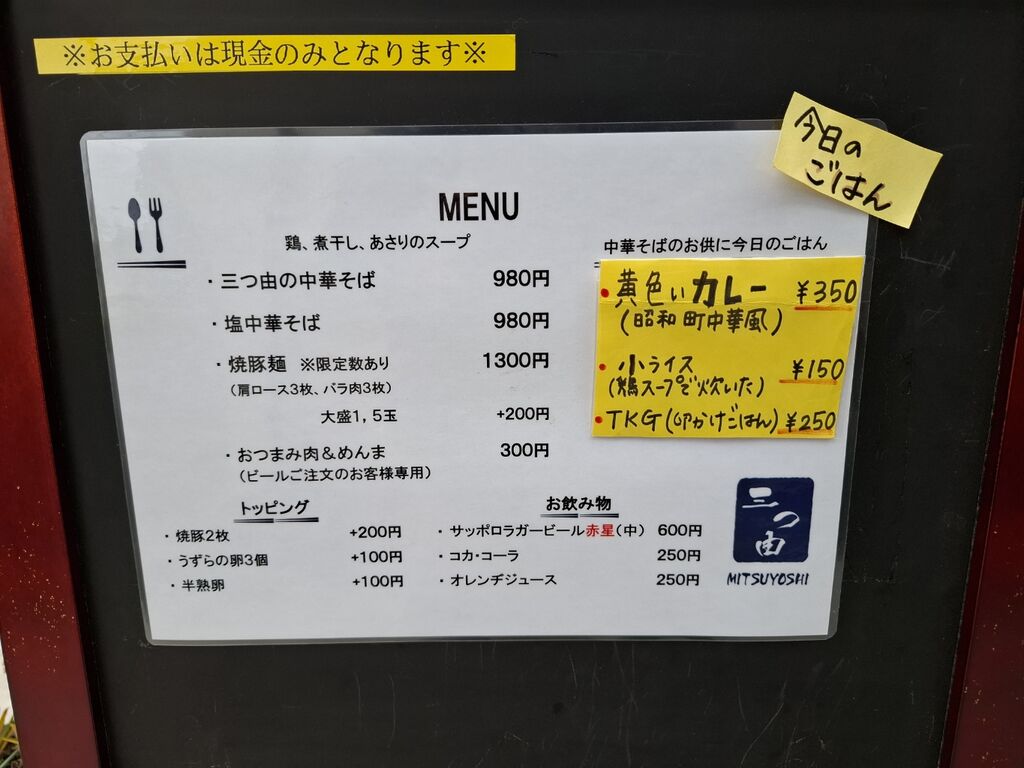 ※お支払いは現金のみとなります※
今日の
ごはん
MENU
鶏、煮干し、あさりのスープ
・三つ由の中華そば 980円
・塩中華そば 980円
・焼豚麺 ※限定数あり 1300円
（肩ロース3枚、バラ肉3枚）
大盛1,5玉 +200円
・おつまみ肉＆めんま 300円
（ビールご注文のお客様専用）
中華そばのお供に今日のごはん
・黄色いカレー ¥350
(昭和町中華風)
・小ライス ¥150
(鶏スープで炊いた)
・TKG(卵かけごはん) ¥250
トッピング
・焼豚2枚 +200円
・うずらの卵3個 +100円
・半熟卵 +100円
お飲み物
・サッポロラガービール赤星（中） 600円
・コカ・コーラ 250円
・オレンヂジュース 250円
三つ由
MITSUYOSHI